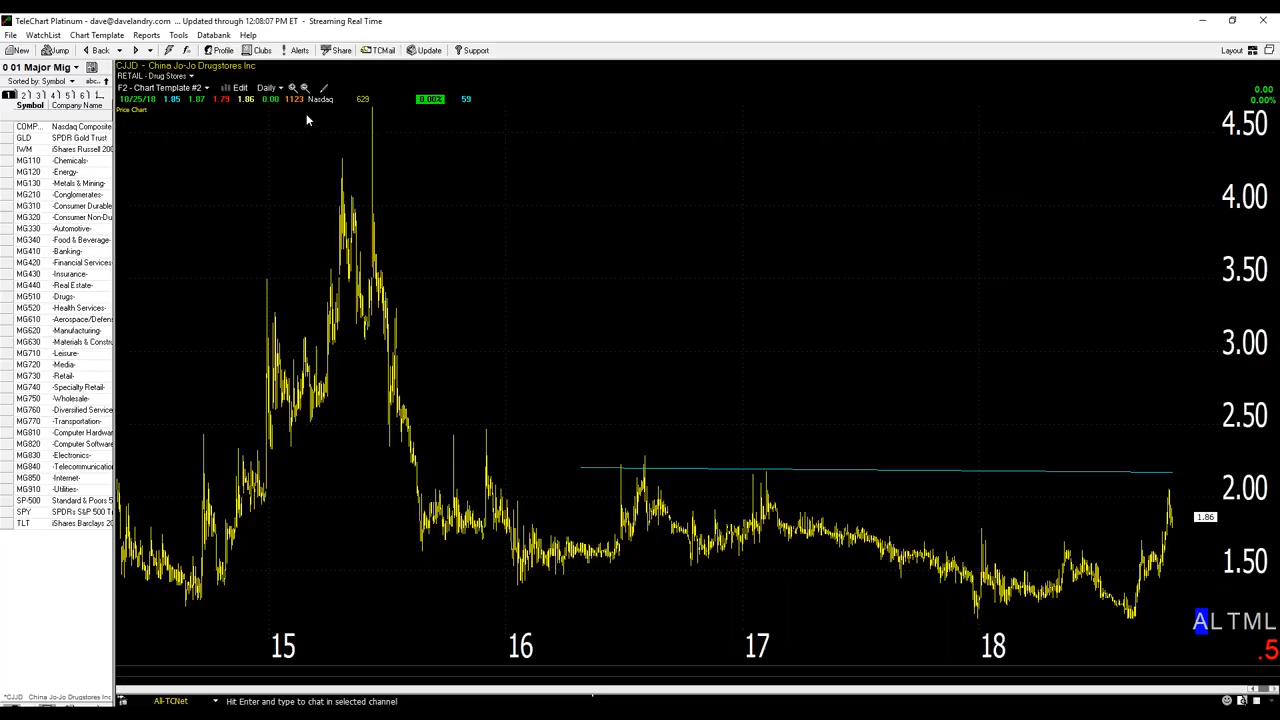 TeleChart Platinum - dave@davelandry.com ... Updated through 12:08:07 PM ET - Streaming Real Time
File WatchList Chart Template Reports Tools Databank Help
New Jump Back Profile Clubs Alerts Share TCMail Update Support Layout
0 01 Major Mig
Sorted by: Symbol abc..
1 2 3 4 5 6 1...
Symbol Company Name
COMP... Nasdaq Composite
GLD SPDR Gold Trust
IWM iShares Russell 200
MG110 -Chemicals-
MG120 -Energy-
MG130 -Metals & Mining-
MG210 -Conglomerates-
MG310 -Consumer Durable
MG320 -Consumer Non-Du
MG330 -Automotive-
MG340 -Food & Beverage-
MG410 -Banking-
MG420 -Financial Services-
MG430 -Insurance-
MG440 -Real Estate-
MG510 -Drugs-
MG520 -Health Services-
MG610 -Aerospace/Defens
MG620 -Manufacturing-
MG630 -Materials & Constru
MG710 -Leisure-
MG720 -Media-
MG730 -Retail-
MG740 -Specialty Retail-
MG750 -Wholesale-
MG760 -Diversified Service
MG770 -Transportation-
MG810 -Computer Hardwa
MG820 -Computer Software
MG830 -Electronics-
MG840 -Telecommunication
MG850 -Internet-
MG910 -Utilities-
SP-500 Standard & Poors 5
SPY SPDRs S&P 500 T
TLT iShares Barclays 20
*CJJD China Jo-Jo Drugstores Inc
CJJD - China Jo-Jo Drugstores Inc
RETAIL - Drug Stores
F2 - Chart Template #2 Edit Daily
10/25/18 1.85 1.87 1.79 1.86 0.00 1123 Nasdaq 629 0.00% 59
Price Chart
0.00
0.00%
4.50
4.00
3.50
3.00
2.50
2.00
1.86
1.50
ALTML
.5
15 16 17 18
All-TCNet Hit Enter and type to chat in selected channel